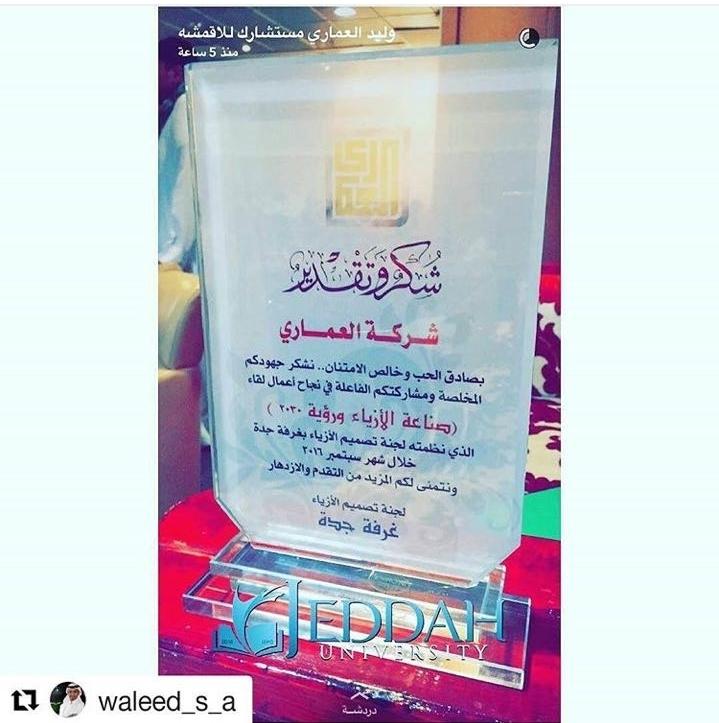 وليد العماري مستشارك للاقمشه
منذ 5 ساعة
العماري
شكر وتقدير
شركة العماري
بصادق الحب وخالص الامتنان.. نشكر جهودكم
المخلصة ومشاركتكم الفاعلة في نجاح أعمال لقاء
(صناعة الأزياء ورؤية ٢٠٣٠)
الذي نظمته لجنة تصميم الأزياء بغرفة جدة
خلال شهر سبتمبر ٢٠١٦
ونتمنى لكم المزيد من التقدم والازدهار
لجنة تصميم الأزياء
غرفة جدة
JEDDAH
UNIVERSITY
دردشة
waleed_s_a